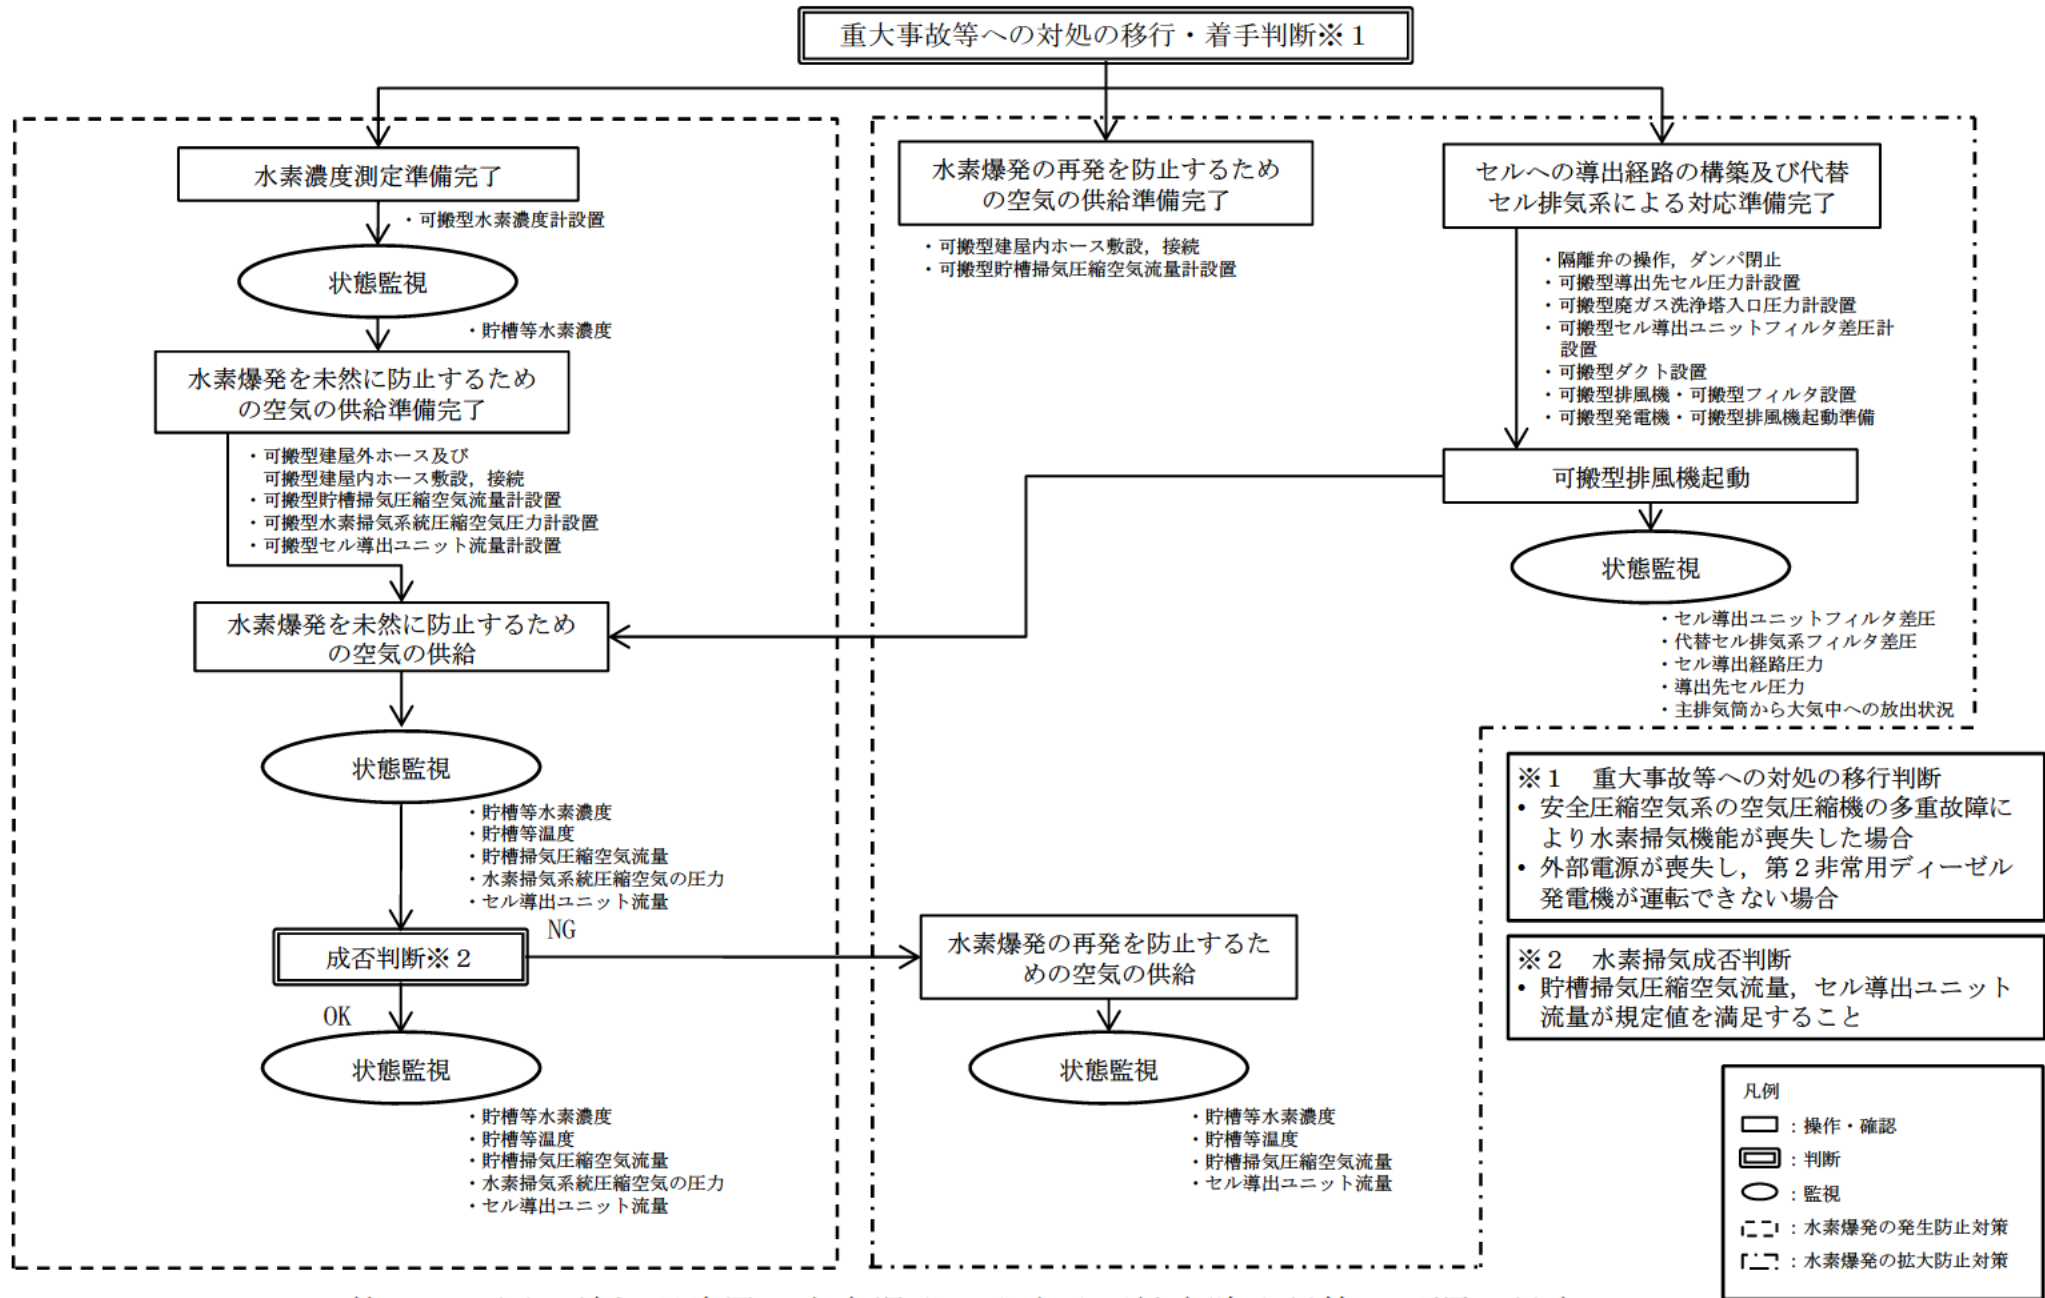 重大事故等への対処の移行・着手判断※１
水素濃度測定準備完了
・可搬型水素濃度計設置
状態監視
・貯槽等水素濃度
水素爆発を未然に防止するため
の空気の供給準備完了
・可搬型建屋外ホース及び
可搬型建屋内ホース敷設，接続
・可搬型貯槽掃気圧縮空気流量計設置
・可搬型水素掃気系統圧縮空気圧力計設置
・可搬型セル導出ユニット流量計設置
水素爆発を未然に防止するため
の空気の供給
状態監視
・貯槽等水素濃度
・貯槽等温度
・貯槽掃気圧縮空気流量
・水素掃気系統圧縮空気の圧力
・セル導出ユニット流量
成否判断※２
NG
OK
状態監視
・貯槽等水素濃度
・貯槽等温度
・貯槽掃気圧縮空気流量
・水素掃気系統圧縮空気の圧力
・セル導出ユニット流量
水素爆発の再発を防止するため
の空気の供給準備完了
・可搬型建屋内ホース敷設，接続
・可搬型貯槽掃気圧縮空気流量計設置
水素爆発の再発を防止するた
めの空気の供給
状態監視
・貯槽等水素濃度
・貯槽等温度
・貯槽掃気圧縮空気流量
・セル導出ユニット流量
セルへの導出経路の構築及び代替
セル排気系による対応準備完了
・隔離弁の操作，ダンパ閉止
・可搬型導出先セル圧力計設置
・可搬型廃ガス洗浄塔入口圧力計設置
・可搬型セル導出ユニットフィルタ差圧計
設置
・可搬型ダクト設置
・可搬型排風機・可搬型フィルタ設置
・可搬型発電機・可搬型排風機起動準備
可搬型排風機起動
状態監視
・セル導出ユニットフィルタ差圧
・代替セル排気系フィルタ差圧
・セル導出経路圧力
・導出先セル圧力
・主排気筒から大気中への放出状況
※１　重大事故等への対処の移行判断
• 安全圧縮空気系の空気圧縮機の多重故障に
より水素掃気機能が喪失した場合
• 外部電源が喪失し，第２非常用ディーゼル
発電機が運転できない場合
※２　水素掃気成否判断
• 貯槽掃気圧縮空気流量，セル導出ユニット
流量が規定値を満足すること
凡例
：操作・確認
：判断
：監視
：水素爆発の発生防止対策
：水素爆発の拡大防止対策